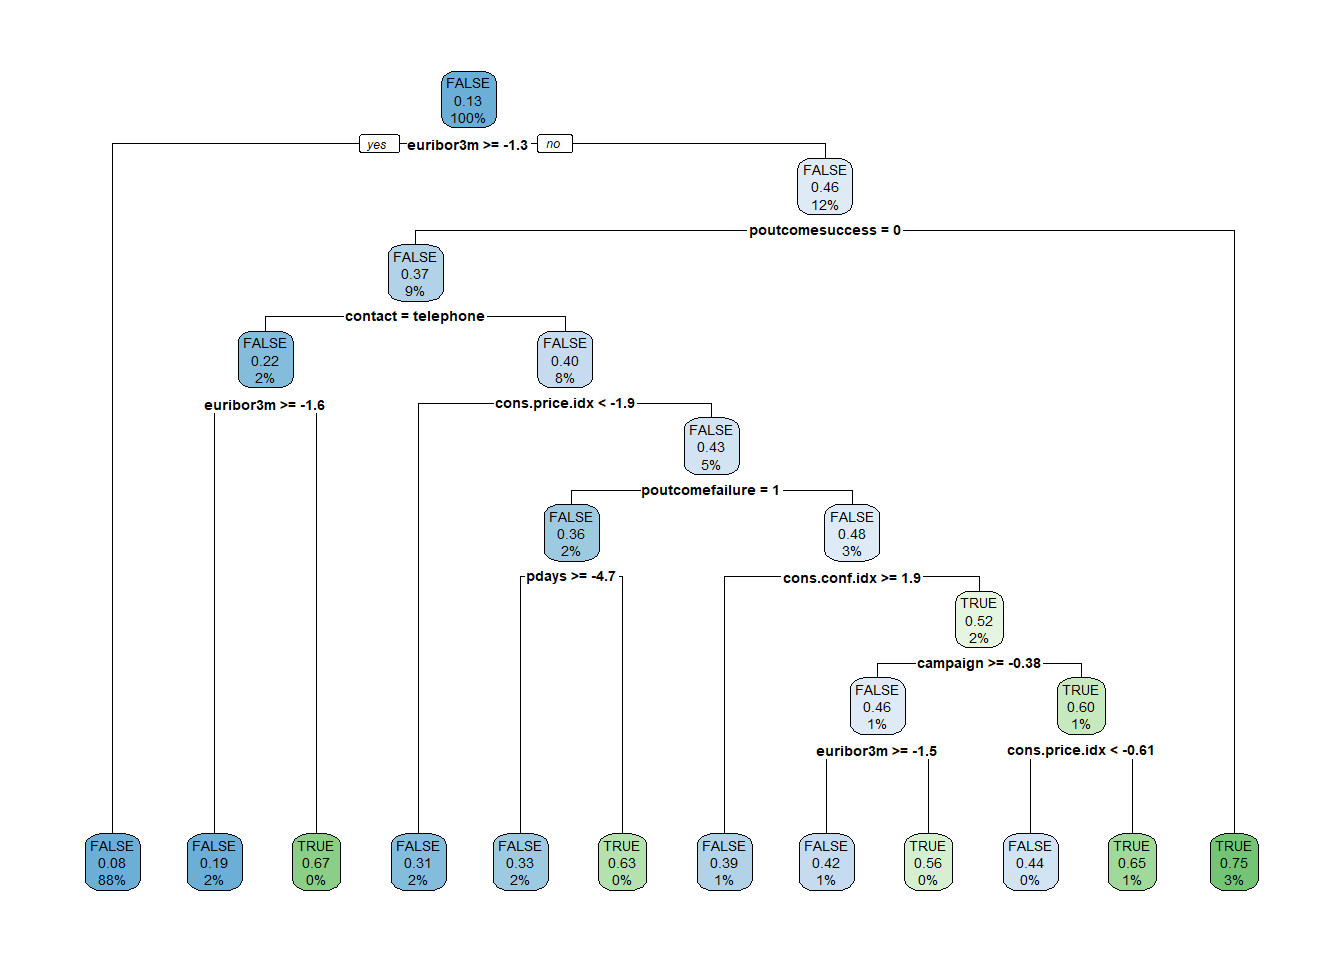 FALSE
0.13
100%
yes
euribor3m >= -1.3
no
FALSE
0.46
12%
poutcomesuccess = 0
FALSE
0.37
9%
contact = telephone
FALSE
0.22
2%
FALSE
0.40
8%
euribor3m >= -1.6
cons.price.idx < -1.9
FALSE
0.43
5%
poutcomefailure = 1
FALSE
0.36
2%
FALSE
0.48
3%
pdays >= -4.7
cons.conf.idx >= 1.9
TRUE
0.52
2%
campaign >= -0.38
FALSE
0.46
1%
TRUE
0.60
1%
euribor3m >= -1.5
cons.price.idx < -0.61
FALSE
0.08
88%
FALSE
0.19
2%
TRUE
0.67
0%
FALSE
0.31
2%
FALSE
0.33
2%
TRUE
0.63
0%
FALSE
0.39
1%
FALSE
0.42
1%
TRUE
0.56
0%
FALSE
0.44
0%
TRUE
0.65
1%
TRUE
0.75
3%